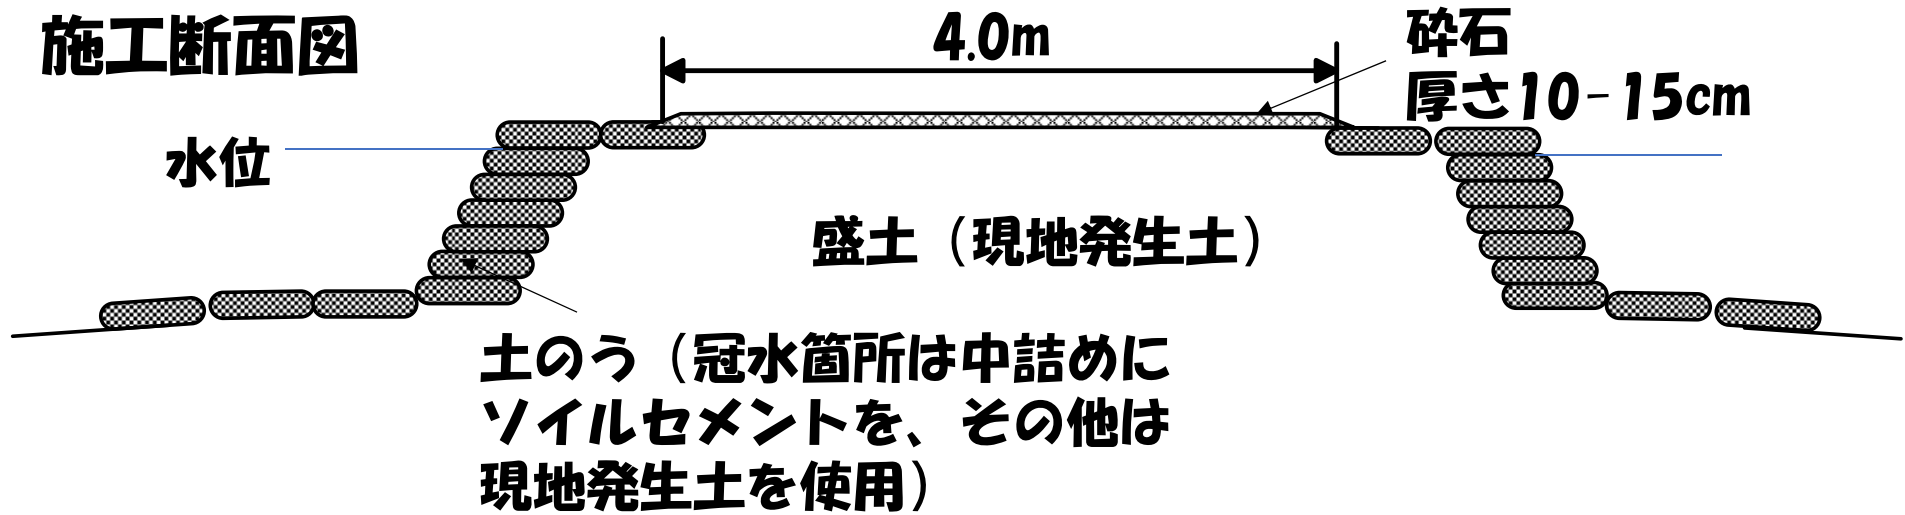 施工断面図
4.0m
砕石
厚さ10-15cm
水位
盛土（現地発生土）
土のう（冠水箇所は中詰めに
ソイルセメントを、その他は
現地発生土を使用）